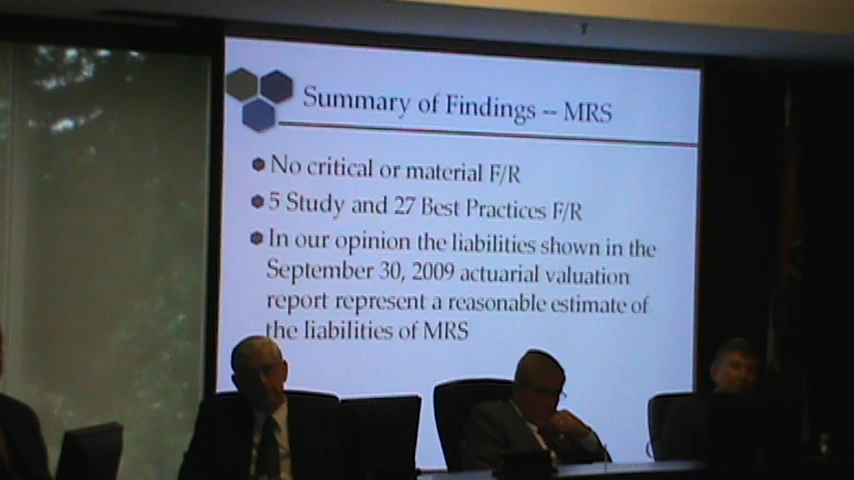 Summary of Findings -- MRS
No critical or material F/R
5 Study and 27 Best Practices F/R
In our opinion the liabilities shown in the
September 30, 2009 actuarial valuation
report represent a reasonable estimate of
the liabilities of MRS